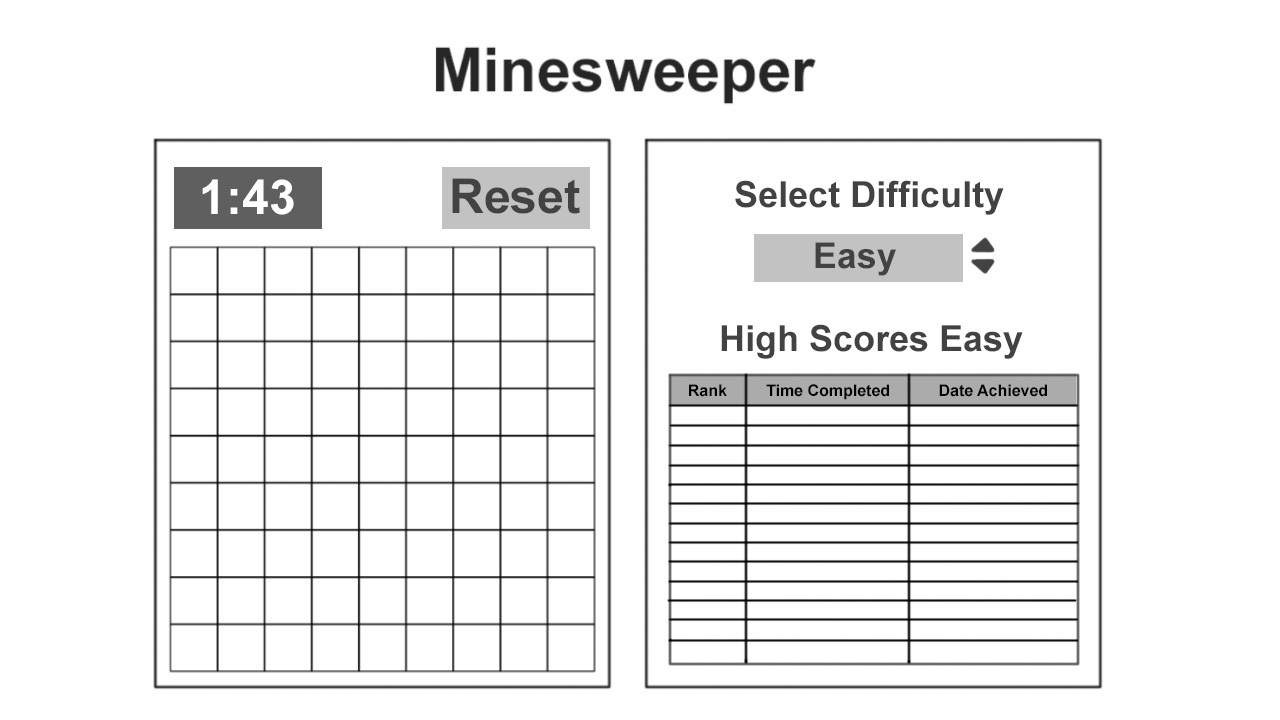 Minesweeper
1:43
Reset
Select Difficulty
Easy
High Scores Easy
Rank Time Completed Date Achieved